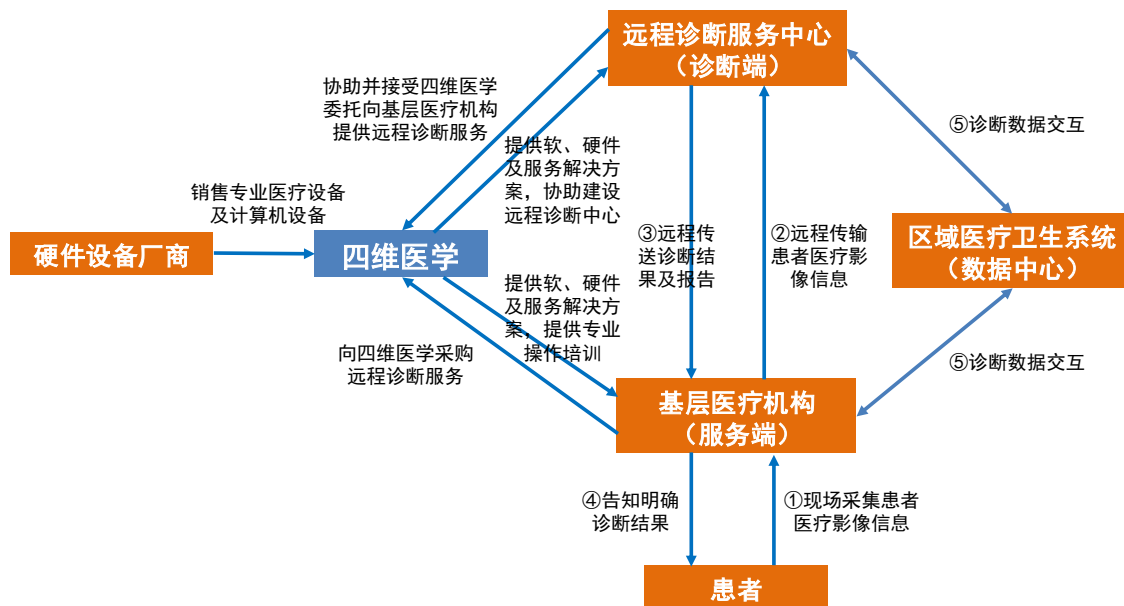 远程诊断服务中心
（诊断端）
协助并接受四维医学
委托向基层医疗机构
提供远程诊断服务
⑤诊断数据交互
提供软、硬件
及服务解决方
案，协助建设
远程诊断中心
销售专业医疗设备
及计算机设备
硬件设备厂商
四维医学
③远程传
送诊断结
果及报告
②远程传输
患者医疗影
像信息
区域医疗卫生系统
（数据中心）
提供软、硬件
及服务解决方
案，提供专业
操作培训
向四维医学采购
远程诊断服务
⑤诊断数据交互
基层医疗机构
（服务端）
④告知明确
诊断结果
①现场采集患者
医疗影像信息
患者